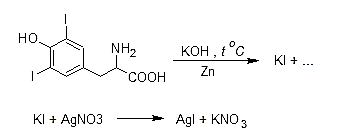 I
HO
NH₂
KOH , t °C
I
COOH
Zn
KI + ...
KI + AgNO3
AgI + KNO₃